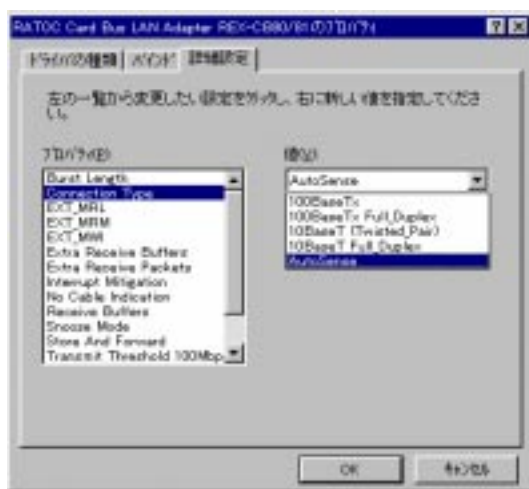 RATOC Card Bus LAN Adapter REX-CB80/81のプロパティ
ドライバの種類
バインド
詳細設定
左の一覧から変更したい設定をクリックし、右に新しい値を指定してください。
プロパティ(P)
Burst Length
Connection Type
EXT_MRL
EXT_MRM
EXT_MWI
Extra Receive Buffers
Extra Receive Packets
Interrupt Mitigation
No Cable Indication
Receive Buffers
Snooze Mode
Store And Forward
Transmit Threshold 100Mbp
値(V)
AutoSense
100BaseTx
100BaseTx Full_Duplex
10BaseT (Twisted_Pair)
10BaseT Full_Duplex
AutoSense
OK
キャンセル